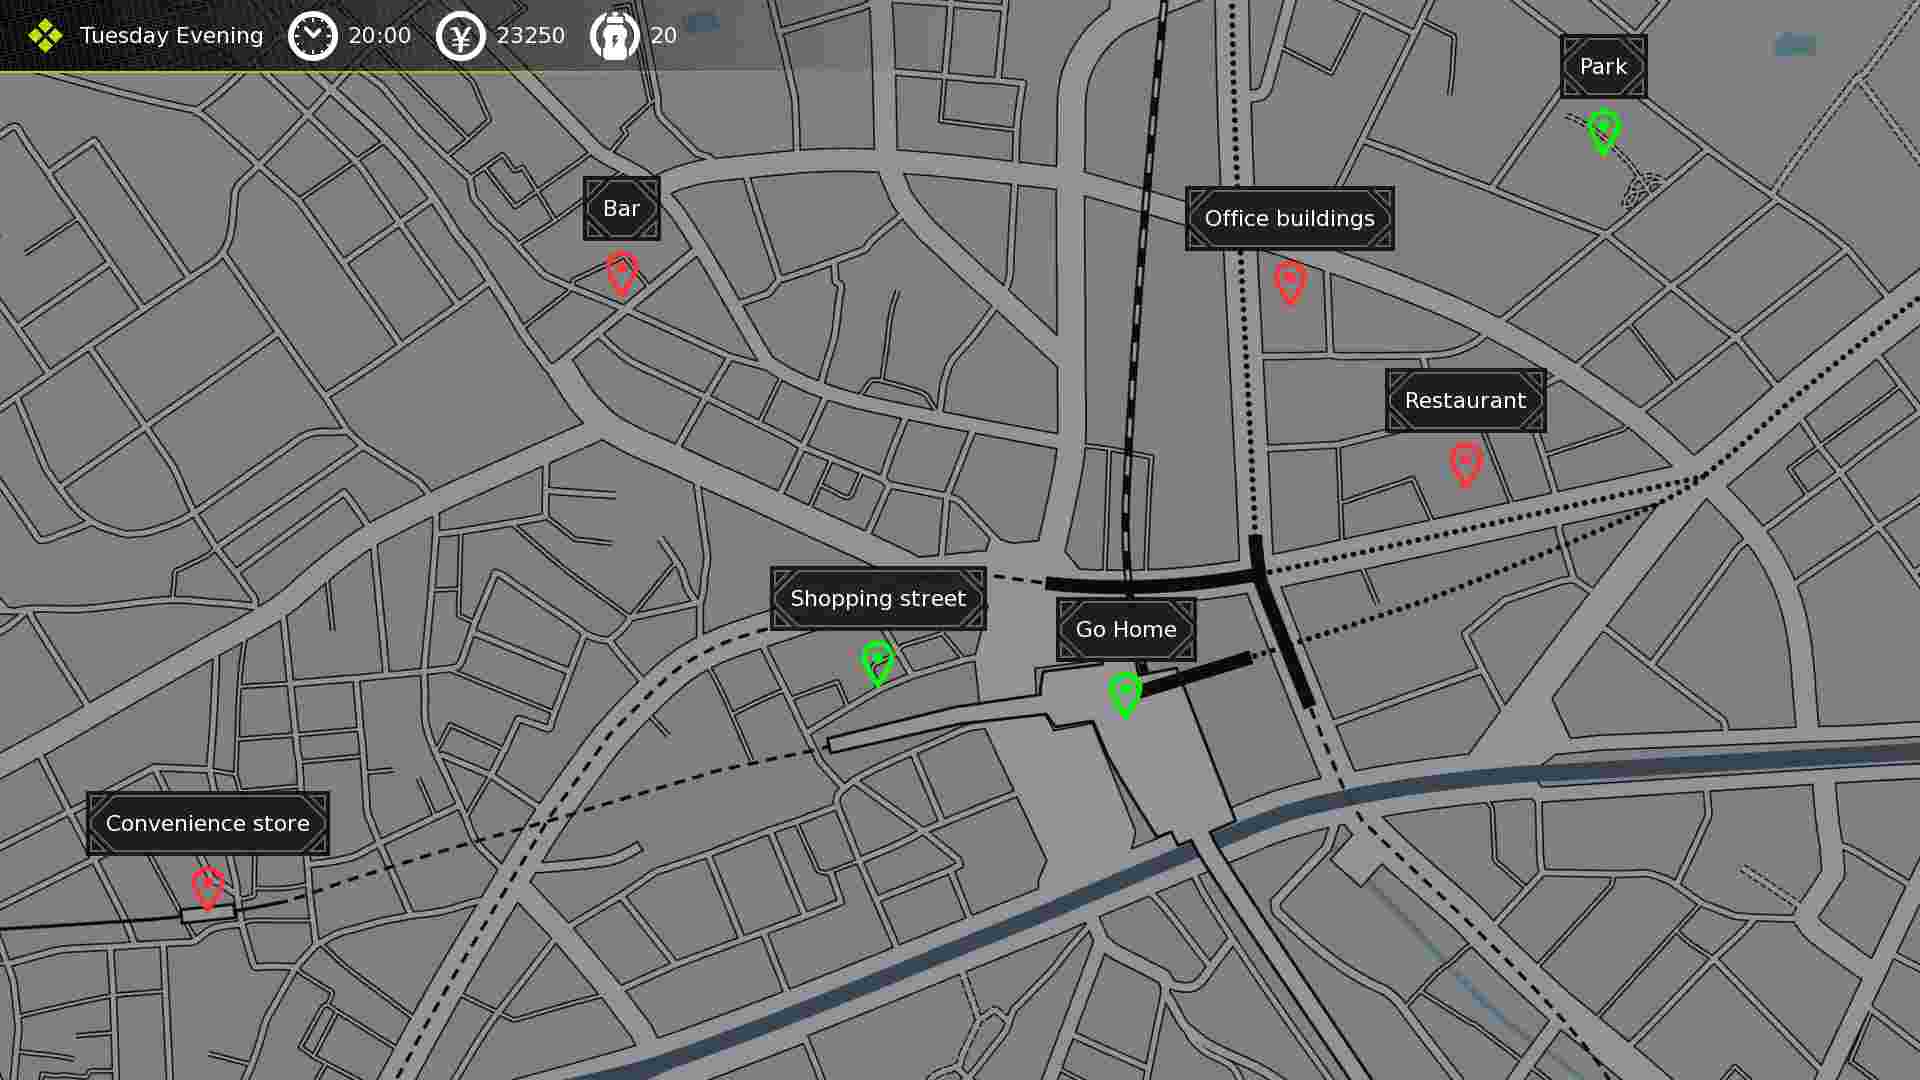 Tuesday Evening 20:00 ¥ 23250 20
Park
Bar
Office buildings
Restaurant
Shopping street
Go Home
Convenience store